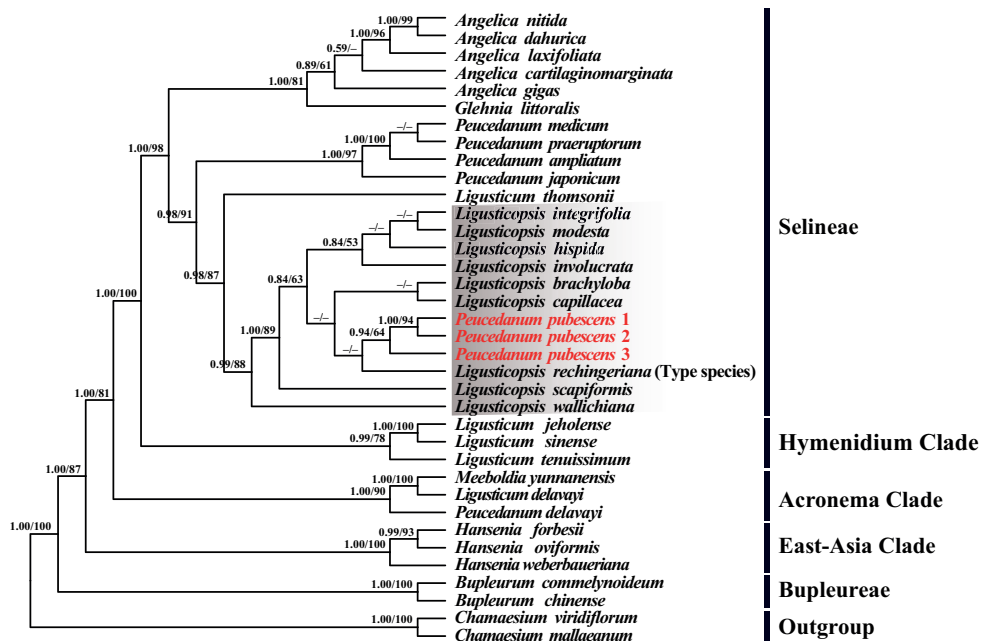 1.00/99
Angelica nitida
1.00/96
Angelica dahurica
0.59/–
Angelica laxifoliata
0.89/61
Angelica cartilaginomarginata
1.00/81
Angelica gigas
Glehnia littoralis
–/–
Peucedanum medicum
1.00/100
Peucedanum praeruptorum
1.00/98
1.00/97
Peucedanum ampliatum
Peucedanum japonicum
0.98/91
Ligusticum thomsonii
–/–
Ligusticopsis integrifolia
Selineae
–/–
Ligusticopsis modesta
0.84/53
Ligusticopsis hispida
Ligusticopsis involucrata
0.98/87
0.84/63
–/–
Ligusticopsis brachyloba
1.00/100
Ligusticopsis capillacea
1.00/94
Peucedanum pubescens 1
–/–
0.94/64
Peucedanum pubescens 2
1.00/89
Peucedanum pubescens 3
–/–
0.99/88
Ligusticopsis rechingeriana (Type species)
Ligusticopsis scapiformis
1.00/81
Ligusticopsis wallichiana
1.00/100
Ligusticum jeholense
0.99/78
Ligusticum sinense
Hymenidium Clade
Ligusticum tenuissimum
1.00/87
1.00/100
Meeboldia yunnanensis
1.00/90
Ligusticum delavayi
Acronema Clade
Peucedanum delavayi
1.00/100
0.99/93
Hansenia forbesii
1.00/100
Hansenia oviformis
East-Asia Clade
Hansenia weberbaueriana
1.00/100
Bupleurum commelynoideum
Bupleureae
Bupleurum chinense
1.00/100
Chamaesium viridiflorum
Outgroup
Chamaesium mallaeanum